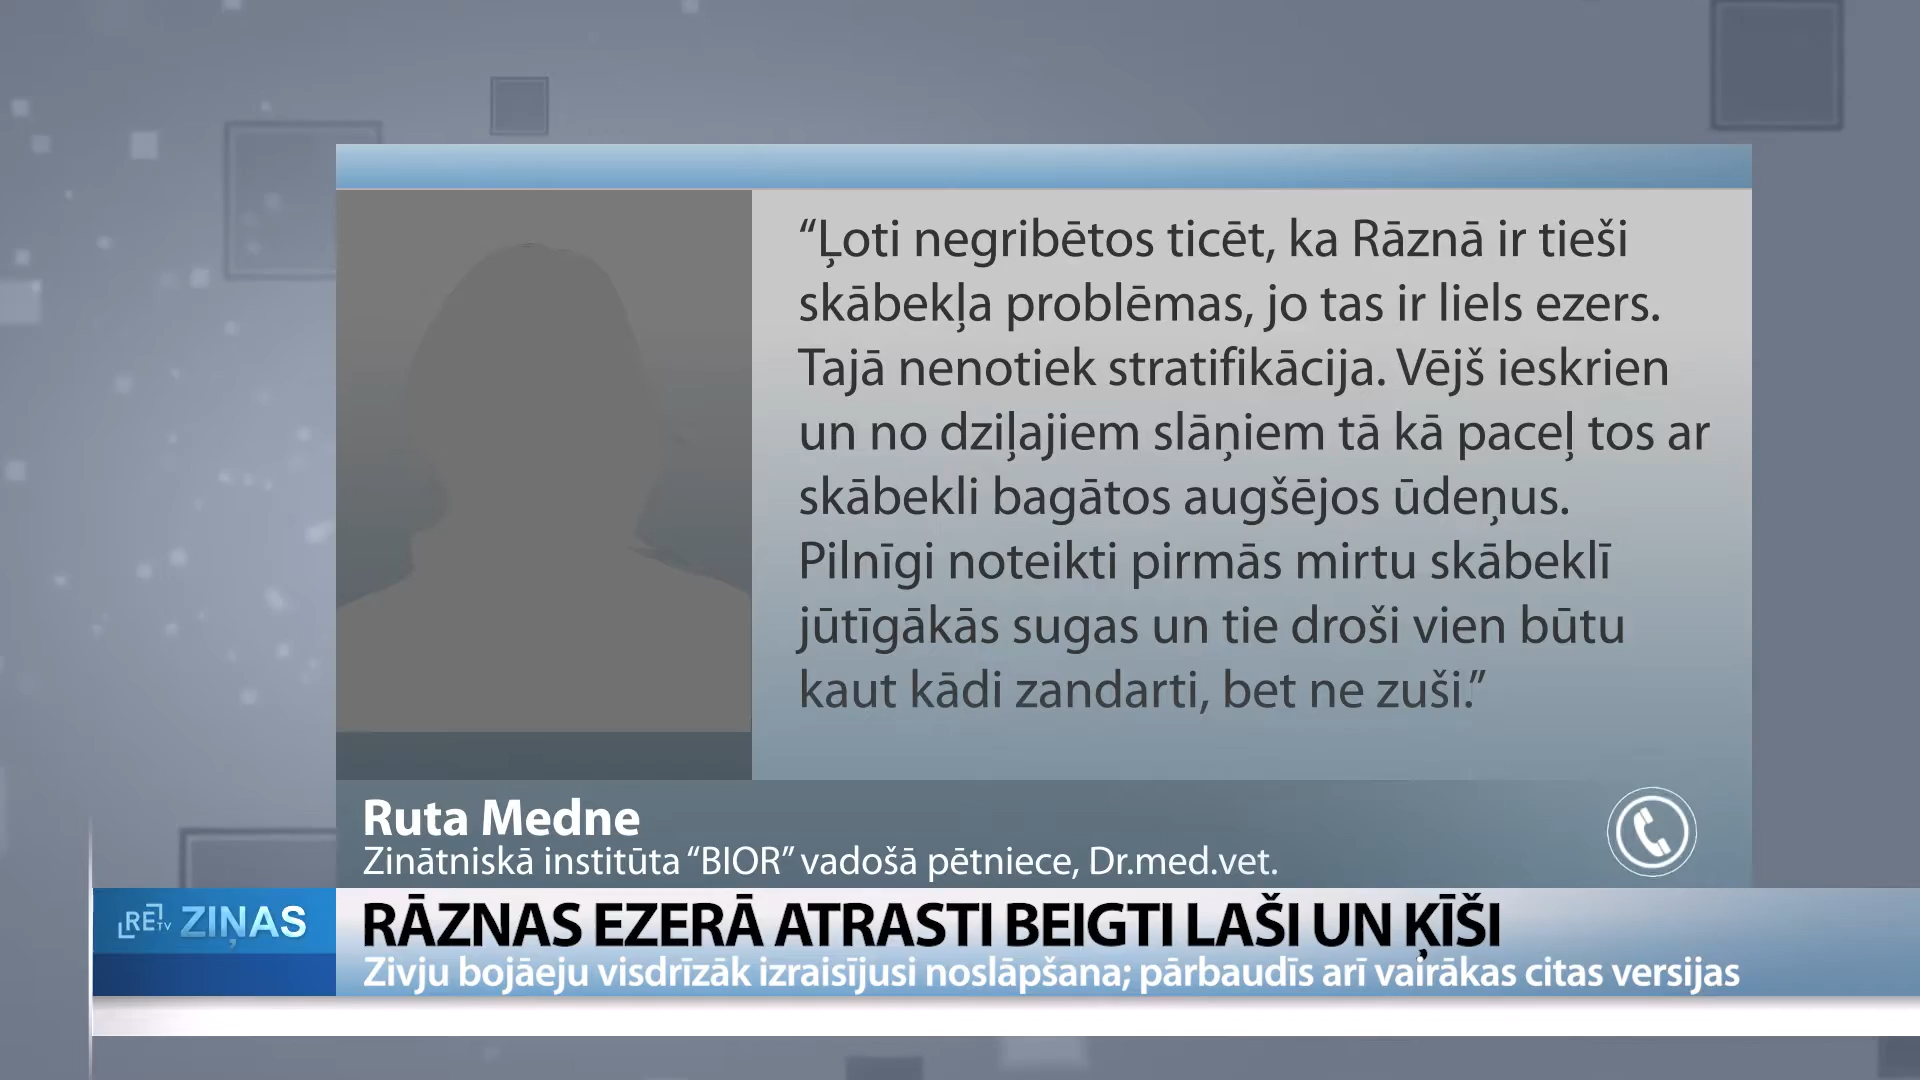 “Ļoti negribētos ticēt, ka Rāznā ir tieši
skābekļa problēmas, jo tas ir liels ezers.
Tajā nenotiek stratifikācija. Vējš ieskrien
un no dziļajiem slāņiem tā kā paceļ tos ar
skābekli bagātos augšējos ūdeņus.
Pilnīgi noteikti pirmās mirtu skābeklī
jūtīgākās sugas un tie droši vien būtu
kaut kādi zandarti, bet ne zuši.”
Ruta Medne
Zinātniskā institūta “BIOR” vadošā pētniece, Dr.med.vet.
RE TV ZIŅAS
RĀZNAS EZERĀ ATRASTI BEIGTI LAŠI UN ĶĪŠI
Zivju bojāeju visdrīzāk izraisījusi noslāpšana; pārbaudīs arī vairākas citas versijas